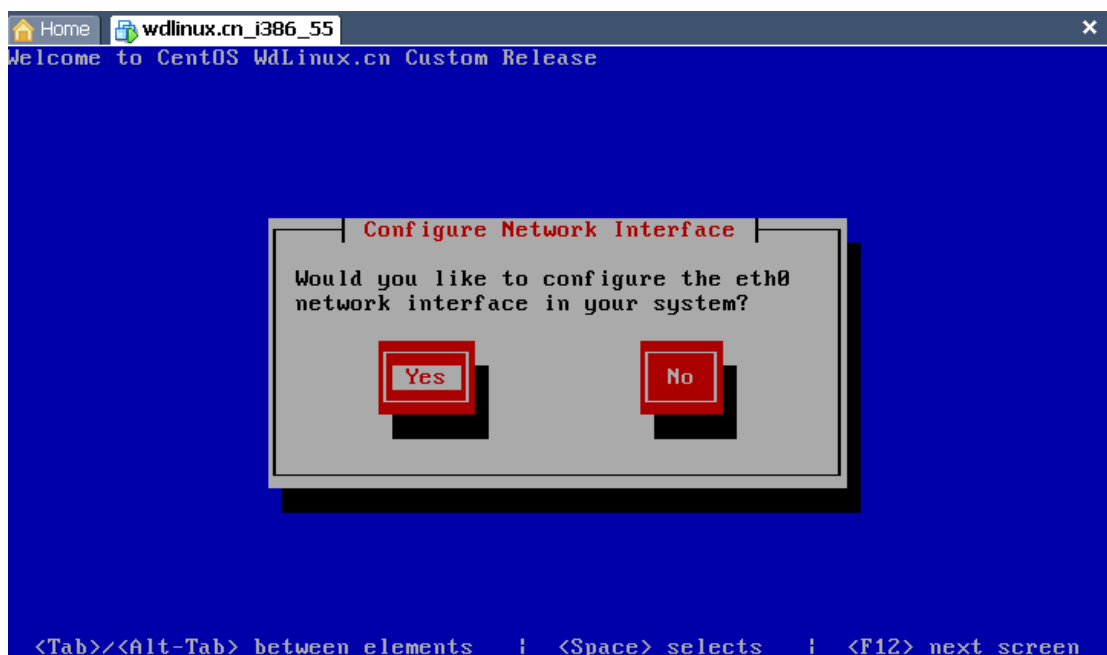 Home wdlinux.cn_i386_55
Welcome to CentOS WdLinux.cn Custom Release
Configure Network Interface
Would you like to configure the eth0
network interface in your system?
Yes No
<Tab>/<Alt-Tab> between elements | <Space> selects | <F12> next screen